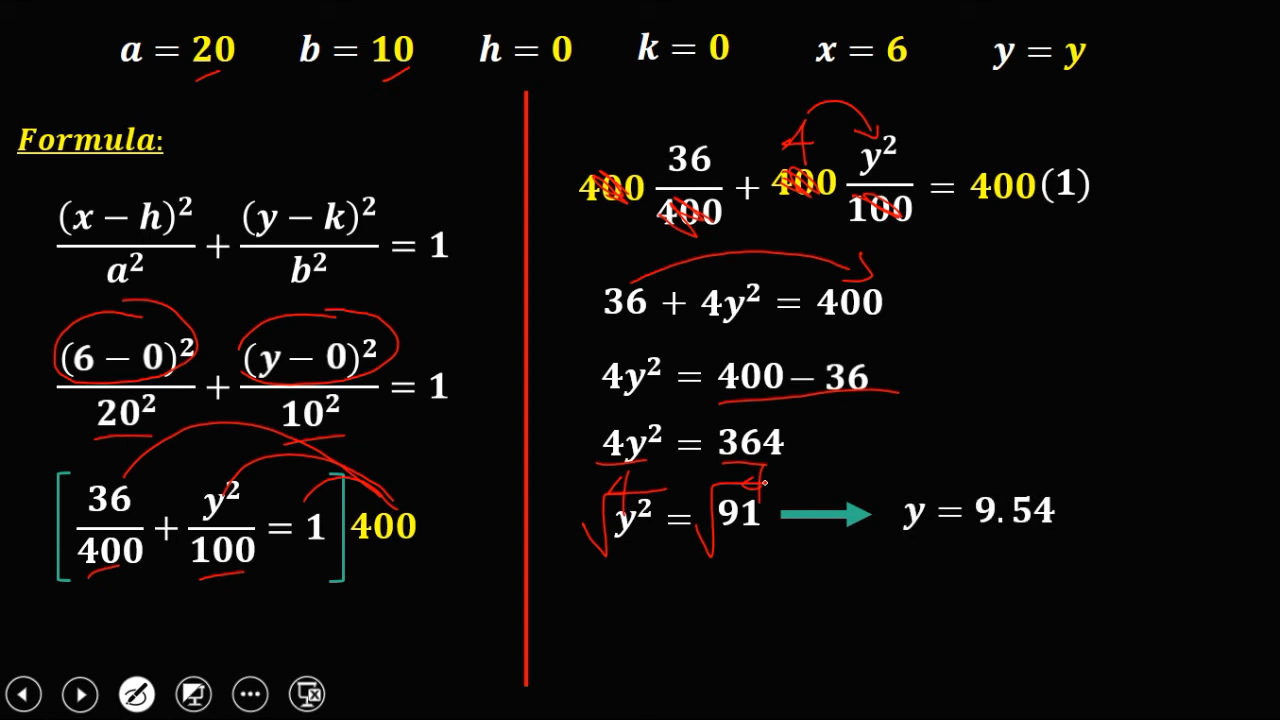 a = 20 b = 10 h = 0 k = 0 x = 6 y = y
Formula:
(x − h)²/a² + (y − k)²/b² = 1
(6 − 0)²/20² + (y − 0)²/10² = 1
[36/400 + y²/100 = 1] 400
400 36/400 + 400 y²/100 = 400(1)
4
36 + 4y² = 400
4y² = 400 − 36
4y² = 364
4 4
√y² = √91 → y = 9.54